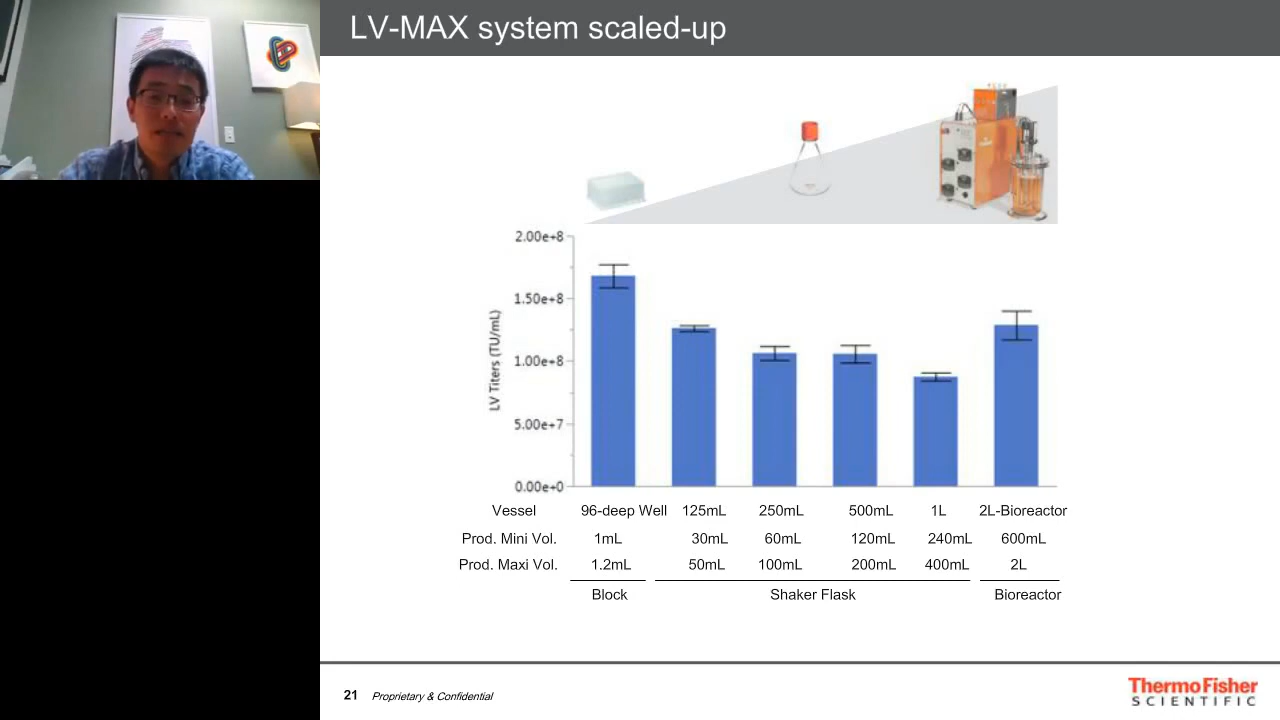 LV-MAX system scaled-up
2.00e+8
1.50e+8
1.00e+8
5.00e+7
0.00e+0
LV Titers (TU/mL)
Vessel 96-deep Well 125mL 250mL 500mL 1L 2L-Bioreactor
Prod. Mini Vol. 1mL 30mL 60mL 120mL 240mL 600mL
Prod. Maxi Vol. 1.2mL 50mL 100mL 200mL 400mL 2L
Block Shaker Flask Bioreactor
21 Proprietary & Confidential
ThermoFisher
SCIENTIFIC